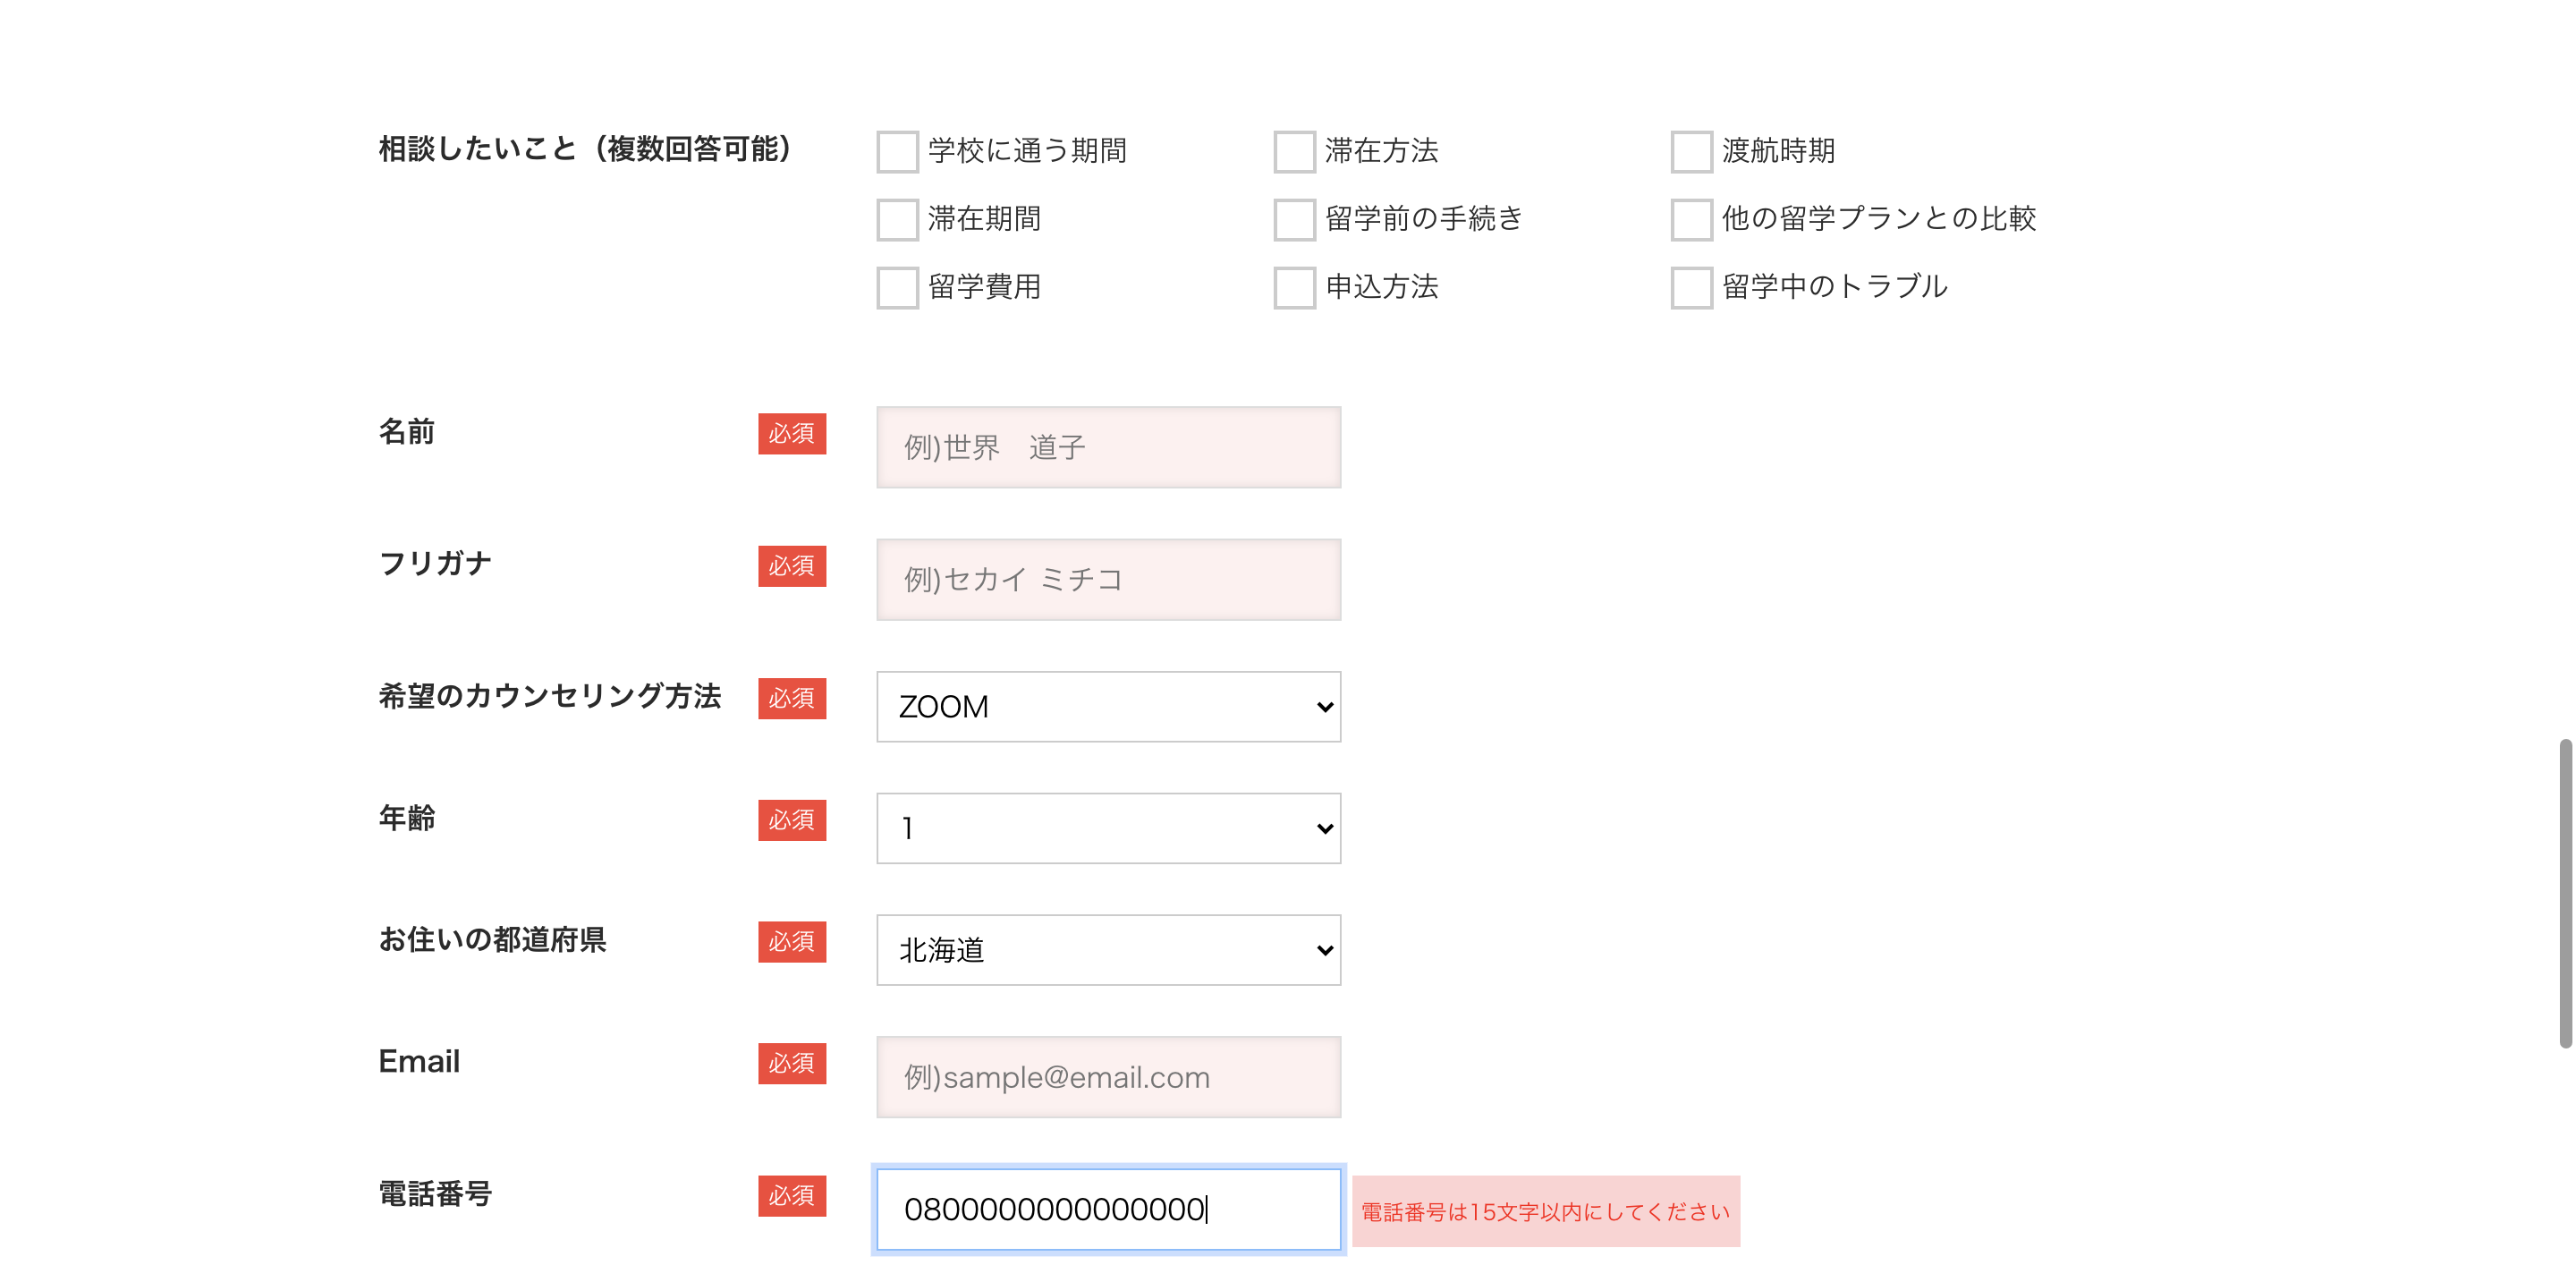 相談したいこと（複数回答可能）
学校に通う期間 滞在方法 渡航時期
滞在期間 留学前の手続き 他の留学プランとの比較
留学費用 申込方法 留学中のトラブル
名前 必須 例)世界　道子
フリガナ 必須 例)セカイ ミチコ
希望のカウンセリング方法 必須 ZOOM
年齢 必須 1
お住いの都道府県 必須 北海道
Email 必須 例)sample@email.com
電話番号 必須 0800000000000000 電話番号は15文字以内にしてください